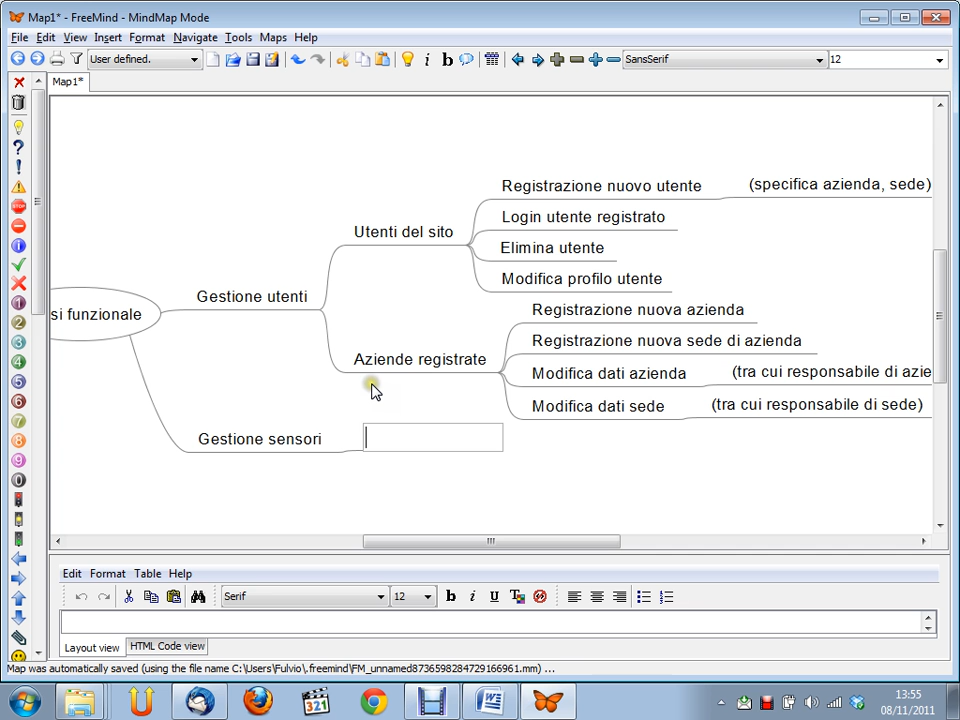 Map1* - FreeMind - MindMap Mode
File Edit View Insert Format Navigate Tools Maps Help
User defined.
SansSerif
12
Map1*
Registrazione nuovo utente
(specifica azienda, sede)
Login utente registrato
Utenti del sito
Elimina utente
Modifica profilo utente
Gestione utenti
si funzionale
Registrazione nuova azienda
Registrazione nuova sede di azienda
Aziende registrate
Modifica dati azienda
(tra cui responsabile di azie
Modifica dati sede
(tra cui responsabile di sede)
Gestione sensori
Edit Format Table Help
Serif
12
Layout view
HTML Code view
Map was automatically saved (using the file name C:\Users\Fulvio\.freemind\FM_unnamed8736598284729166961.mm) ...
321
13:55
08/11/2011